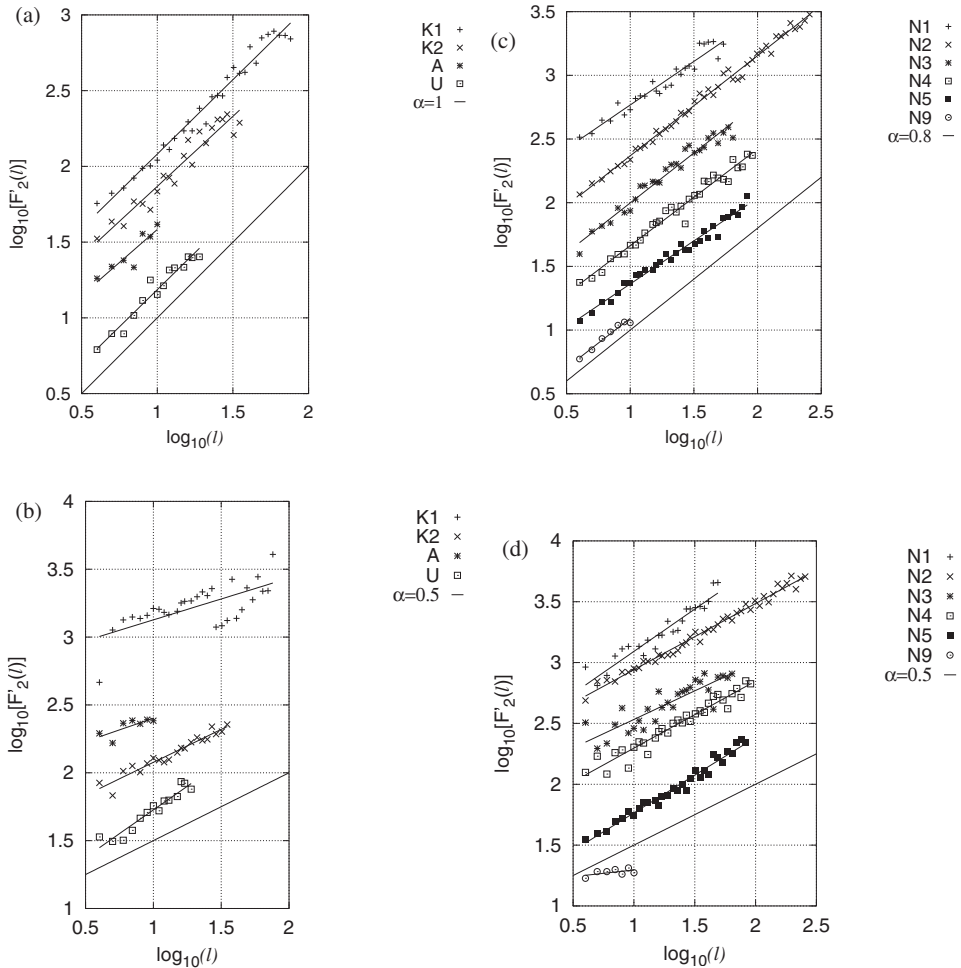 (a)
3
2.5
2
1.5
1
0.5
0.5
1
1.5
2
log10[F'2(l)]
log10(l)
K1
K2
A
U
α=1
(c)
3.5
3
2.5
2
1.5
1
0.5
0.5
1
1.5
2
2.5
log10[F'2(l)]
log10(l)
N1
N2
N3
N4
N5
N9
α=0.8
(b)
4
3.5
3
2.5
2
1.5
1
0.5
1
1.5
2
log10[F'2(l)]
log10(l)
K1
K2
A
U
α=0.5
(d)
4
3.5
3
2.5
2
1.5
1
0.5
1
1.5
2
2.5
log10[F'2(l)]
log10(l)
N1
N2
N3
N4
N5
N9
α=0.5